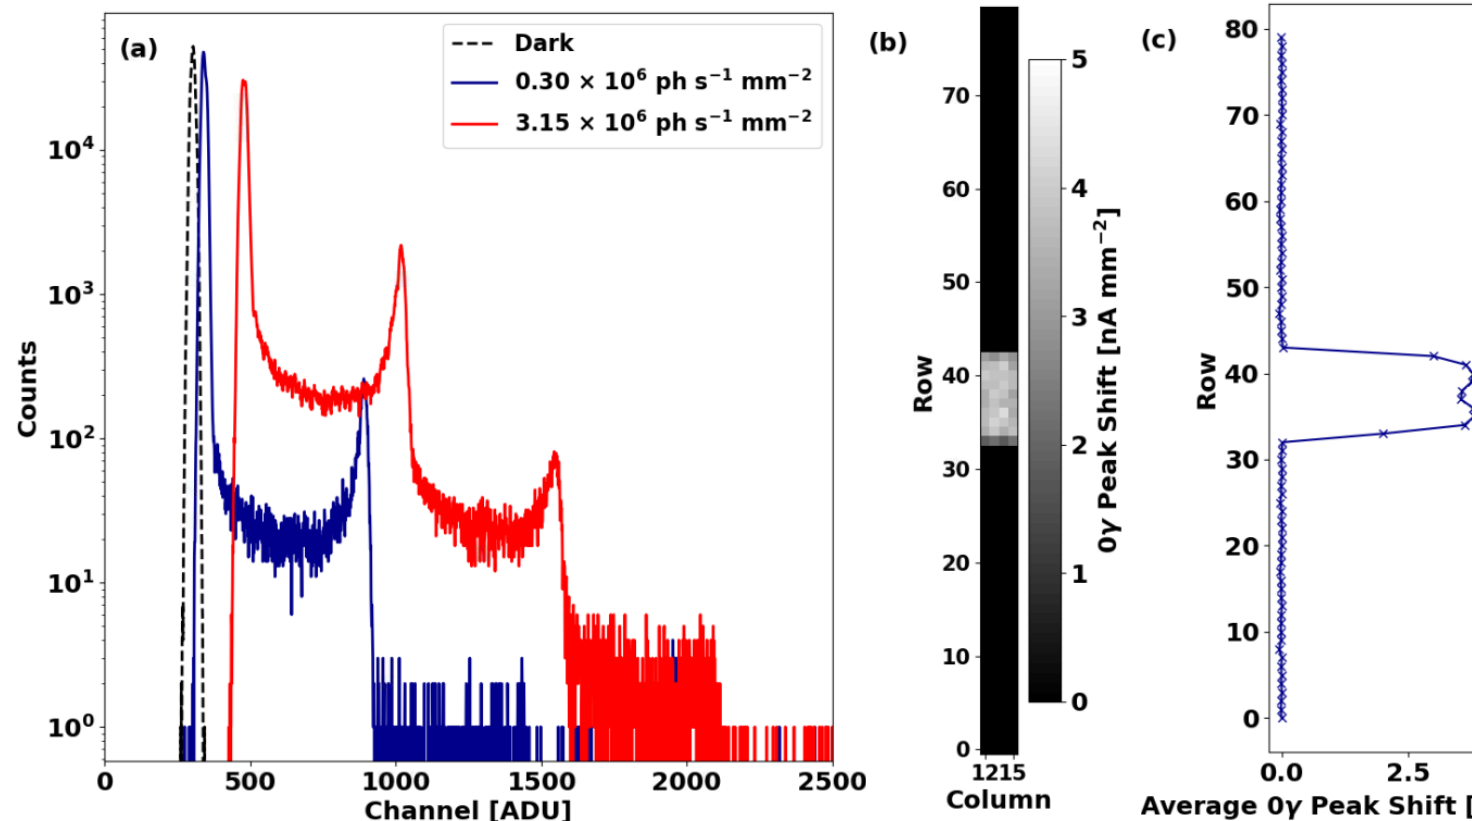 (a)
Dark
0.30 × 10⁶ ph s⁻¹ mm⁻²
3.15 × 10⁶ ph s⁻¹ mm⁻²
10⁴
10³
10²
10¹
10⁰
Counts
0 500 1000 1500 2000 2500
Channel [ADU]
(b)
70
60
50
40
30
20
10
0
Row
1215
Column
5
4
3
2
1
0
0γ Peak Shift [nA mm⁻²]
(c)
80
70
60
50
40
30
20
10
0
Row
0.0 2.5
Average 0γ Peak Shift [